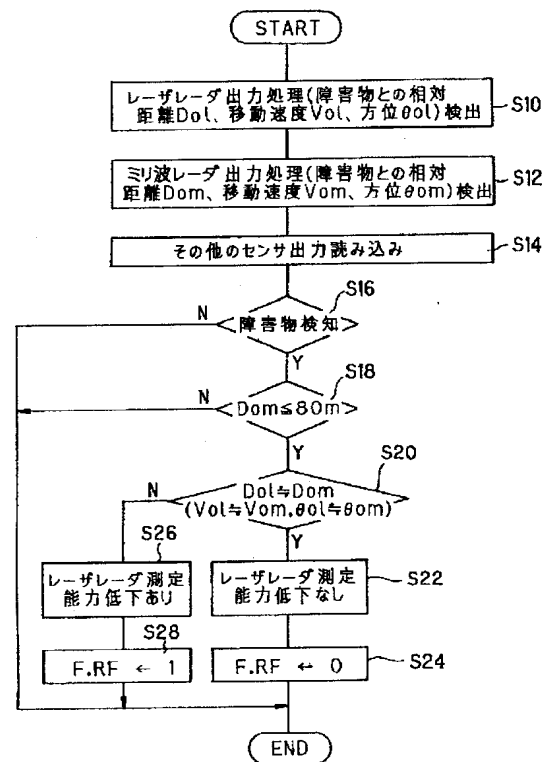 START
レーザレーダ出力処理(障害物との相対
距離Dol、移動速度Vol、方位θol)検出
S10
ミリ波レーダ出力処理(障害物との相対
距離Dom、移動速度Vom、方位θom)検出
S12
その他のセンサ出力読み込み
S14
S16
N
障害物検知
Y
S18
N
Dom≦80m
Y
S20
N
Dol≒Dom
(Vol≒Vom,θol≒θom)
Y
S26
レーザレーダ測定
能力低下あり
レーザレーダ測定
能力低下なし
S22
S28
F.RF ← 1
F.RF ← 0
S24
END